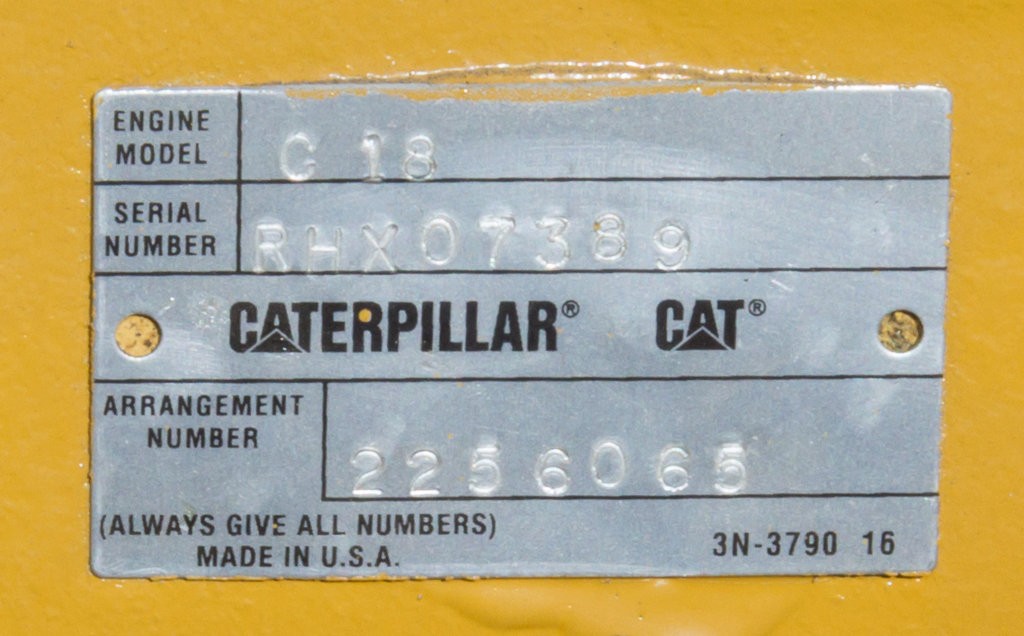 ENGINE
MODEL
C 18
SERIAL
NUMBER
RHX07389
CATERPILLAR® CAT®
ARRANGEMENT
NUMBER
2256065
(ALWAYS GIVE ALL NUMBERS)
MADE IN U.S.A.
3N-3790 16